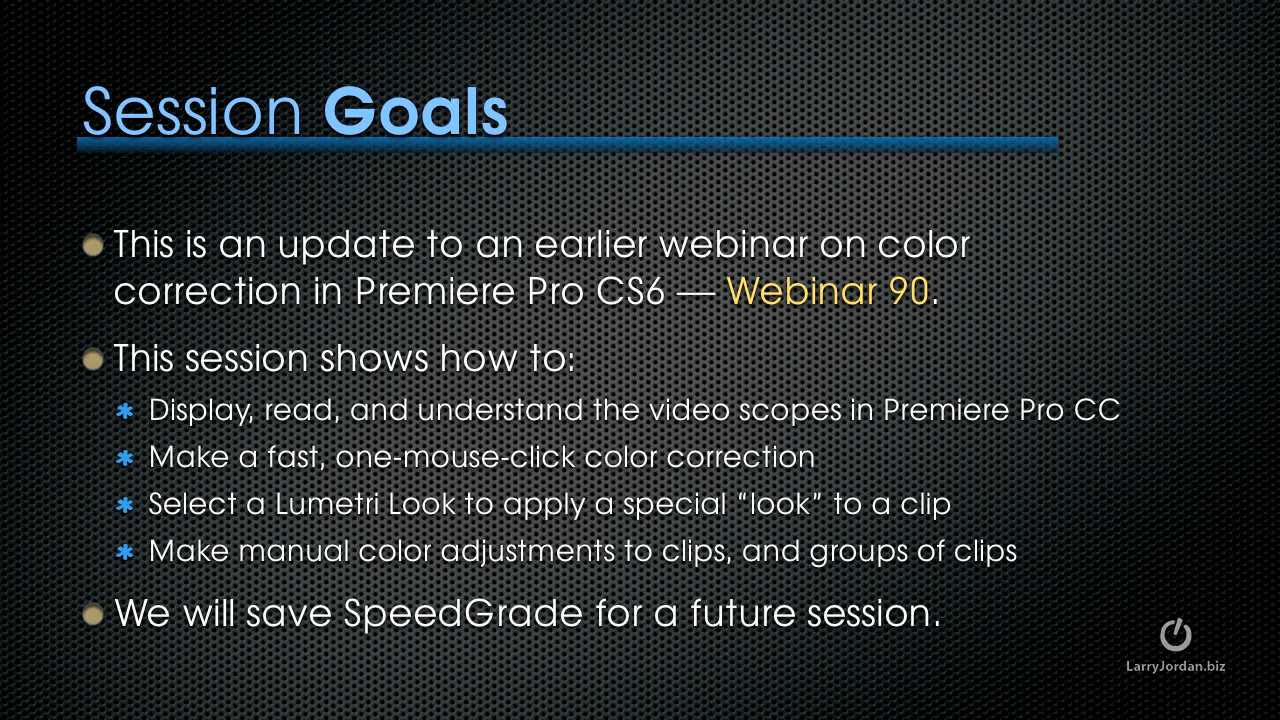 Session Goals
This is an update to an earlier webinar on color
correction in Premiere Pro CS6 — Webinar 90.
This session shows how to:
Display, read, and understand the video scopes in Premiere Pro CC
Make a fast, one-mouse-click color correction
Select a Lumetri Look to apply a special “look” to a clip
Make manual color adjustments to clips, and groups of clips
We will save SpeedGrade for a future session.
LarryJordan.biz